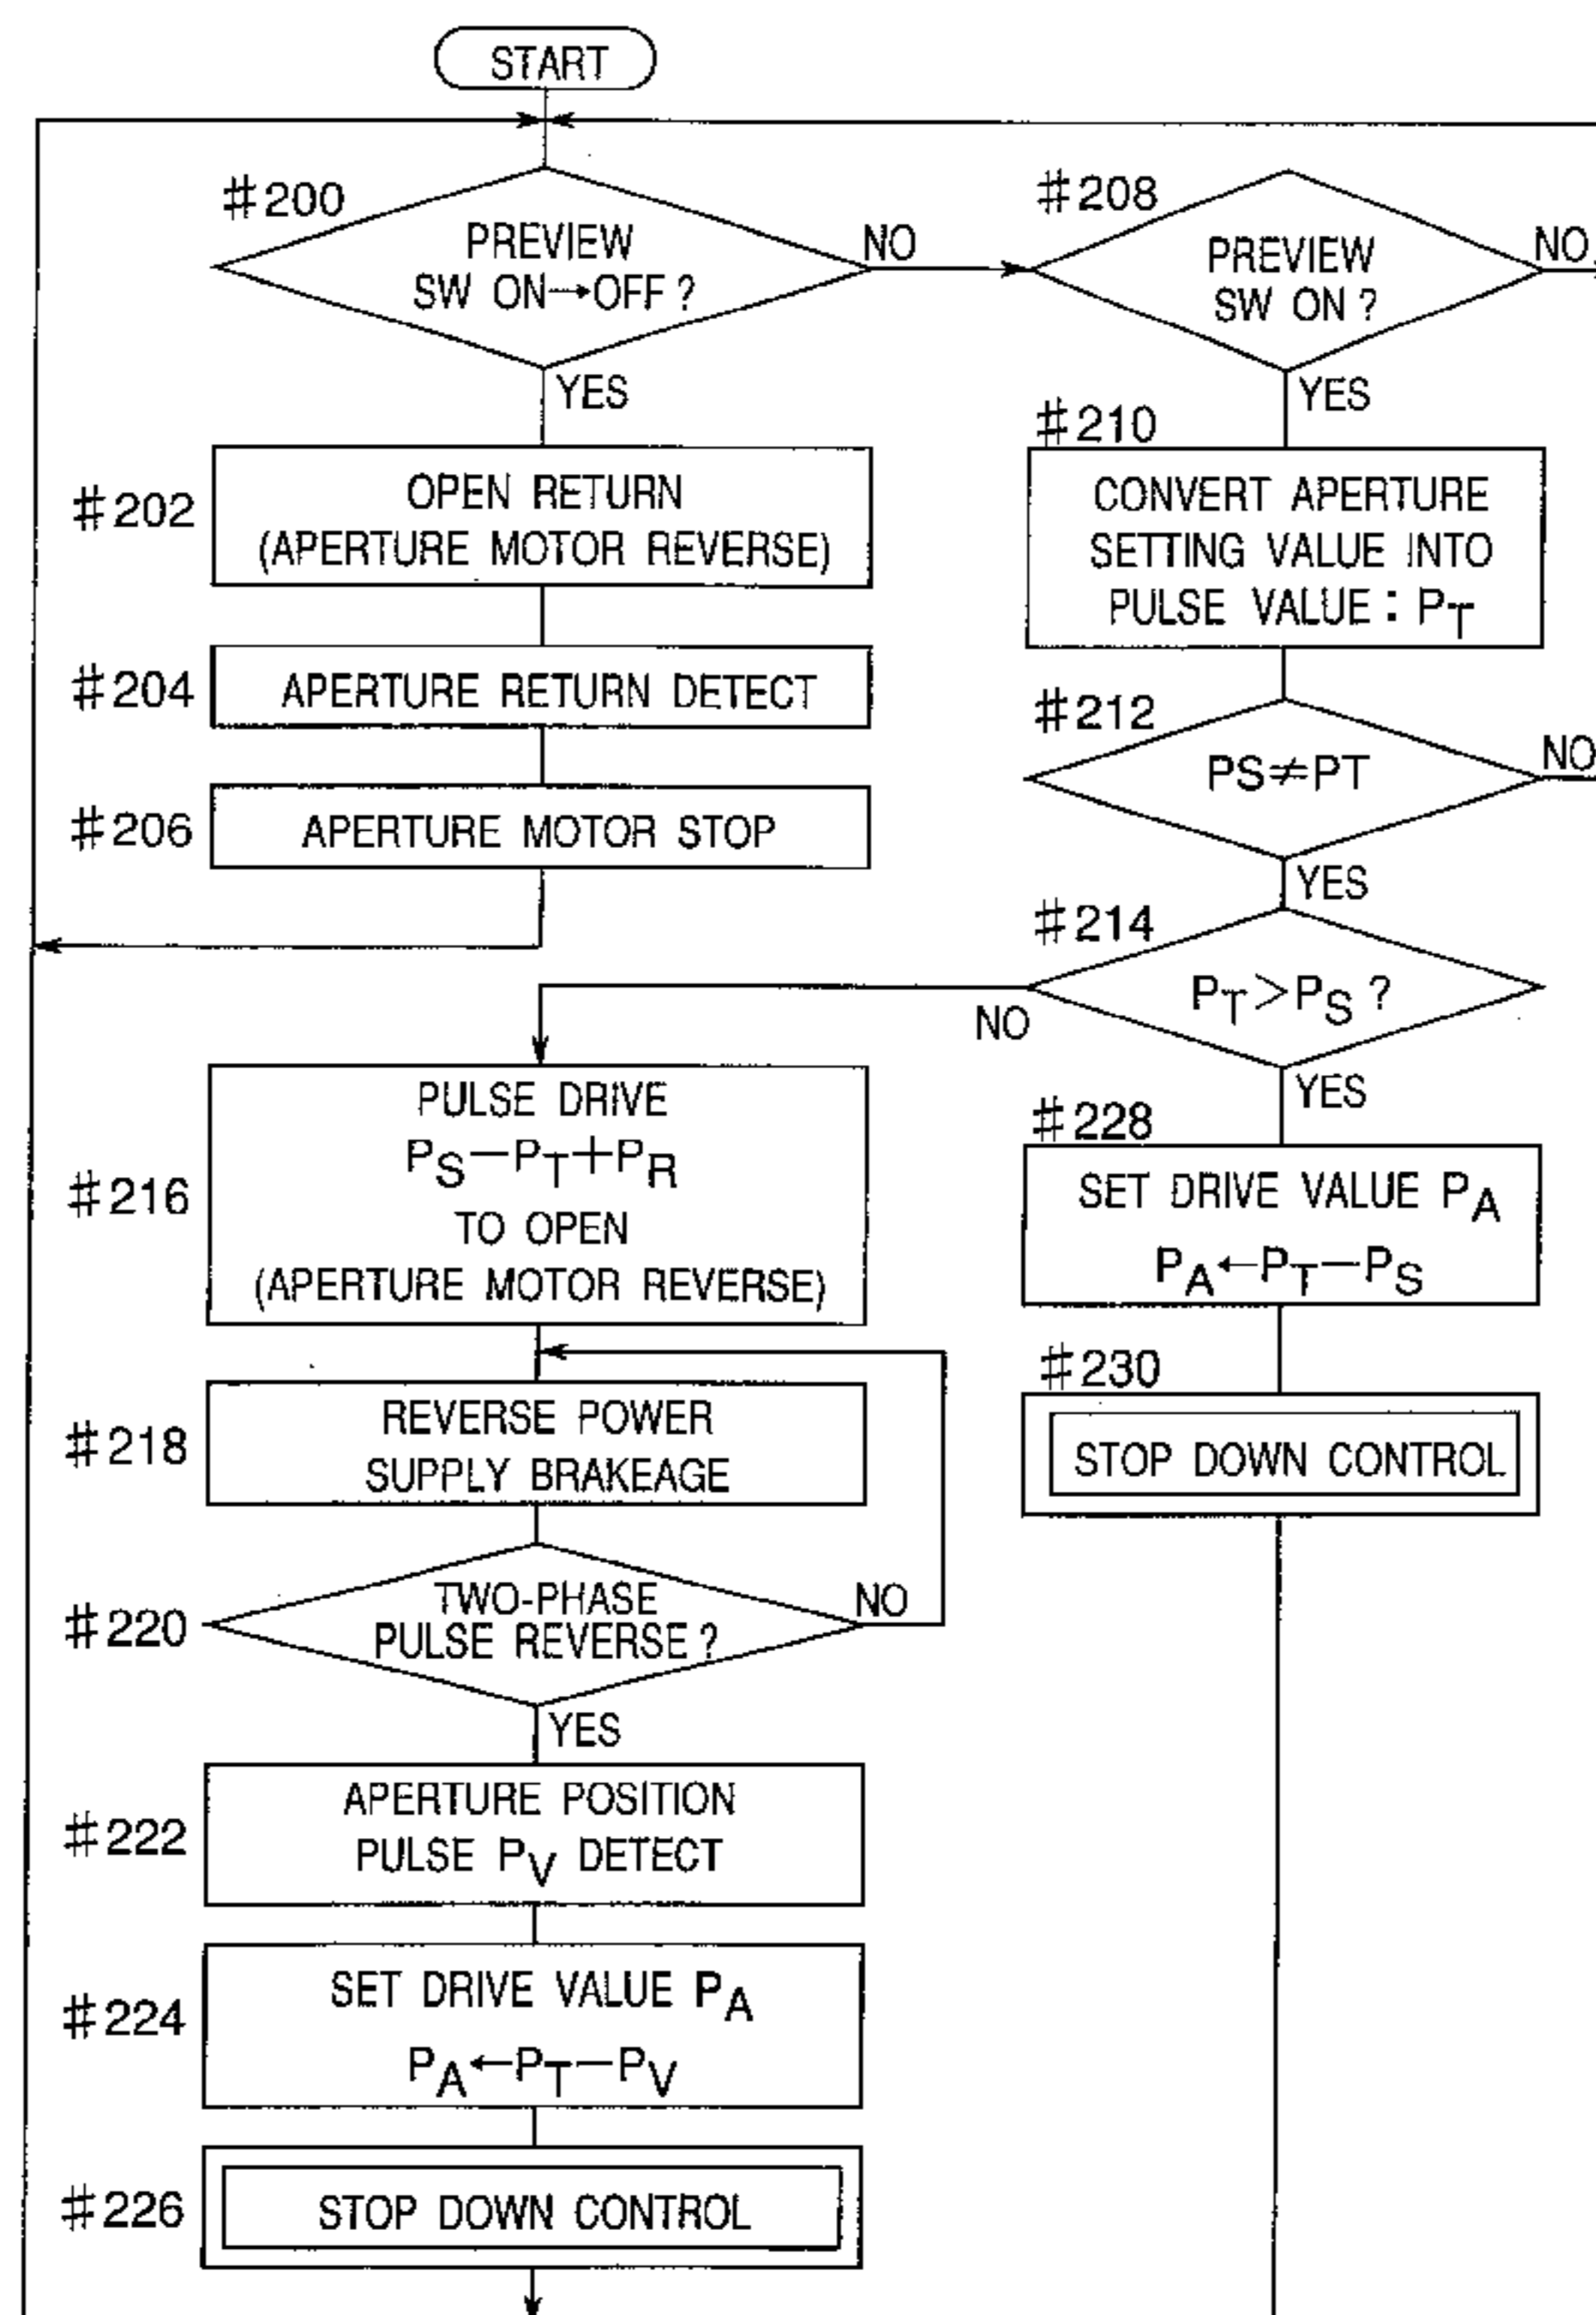 START
#200
PREVIEW
SW ON→OFF?
NO
YES
#202
OPEN RETURN
(APERTURE MOTOR REVERSE)
#204
APERTURE RETURN DETECT
#206
APERTURE MOTOR STOP
#208
PREVIEW
SW ON?
NO
YES
#210
CONVERT APERTURE
SETTING VALUE INTO
PULSE VALUE : PT
#212
PS≠PT
NO
YES
#214
PT>PS ?
NO
YES
#216
PULSE DRIVE
PS−PT+PR
TO OPEN
(APERTURE MOTOR REVERSE)
#218
REVERSE POWER
SUPPLY BRAKEAGE
#220
TWO-PHASE
PULSE REVERSE?
NO
YES
#222
APERTURE POSITION
PULSE PV DETECT
#224
SET DRIVE VALUE PA
PA←PT−PV
#226
STOP DOWN CONTROL
#228
SET DRIVE VALUE PA
PA←PT−PS
#230
STOP DOWN CONTROL